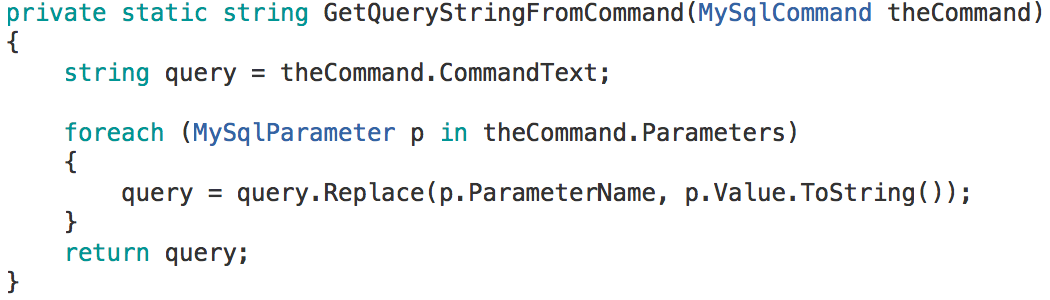 private static string GetQueryStringFromCommand(MySqlCommand theCommand)
{
    string query = theCommand.CommandText;

    foreach (MySqlParameter p in theCommand.Parameters)
    {
        query = query.Replace(p.ParameterName, p.Value.ToString());
    }
    return query;
}